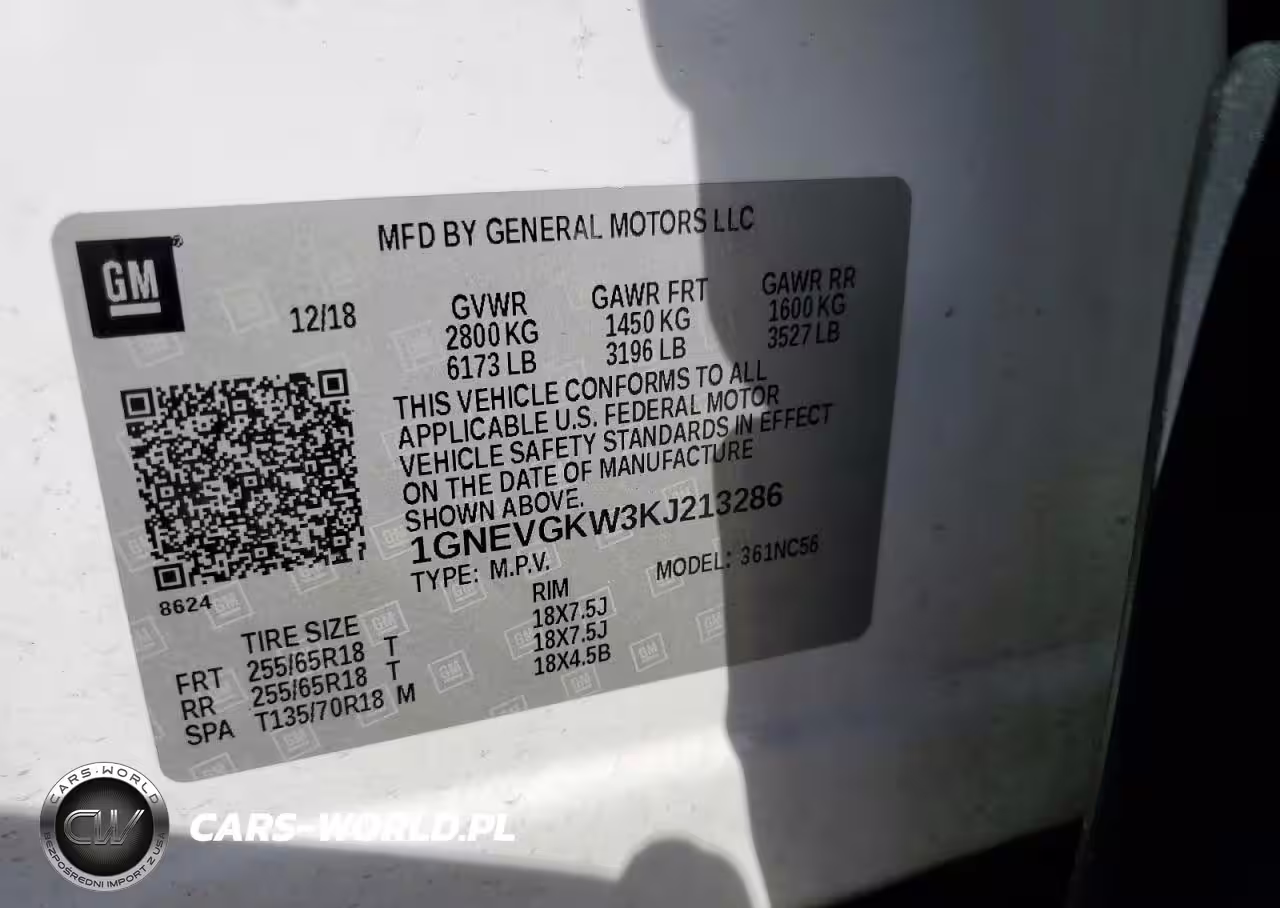 MFD BY GENERAL MOTORS LLC
GM
12/18
GVWR GAWR FRT GAWR RR
2800 KG 1450 KG 1600 KG
6173 LB 3196 LB 3527 LB
THIS VEHICLE CONFORMS TO ALL
APPLICABLE U.S. FEDERAL MOTOR
VEHICLE SAFETY STANDARDS IN EFFECT
ON THE DATE OF MANUFACTURE
SHOWN ABOVE.
1GNEVGKW3KJ213286
TYPE: M.P.V. MODEL: 361NC56
8624
TIRE SIZE RIM
FRT 255/65R18 T 18X7.5J
RR 255/65R18 T 18X7.5J
SPA T135/70R18 M 18X4.5B
CARS-WORLD
CW
BEZPOŚREDNI IMPORT Z USA
CARS-WORLD.PL